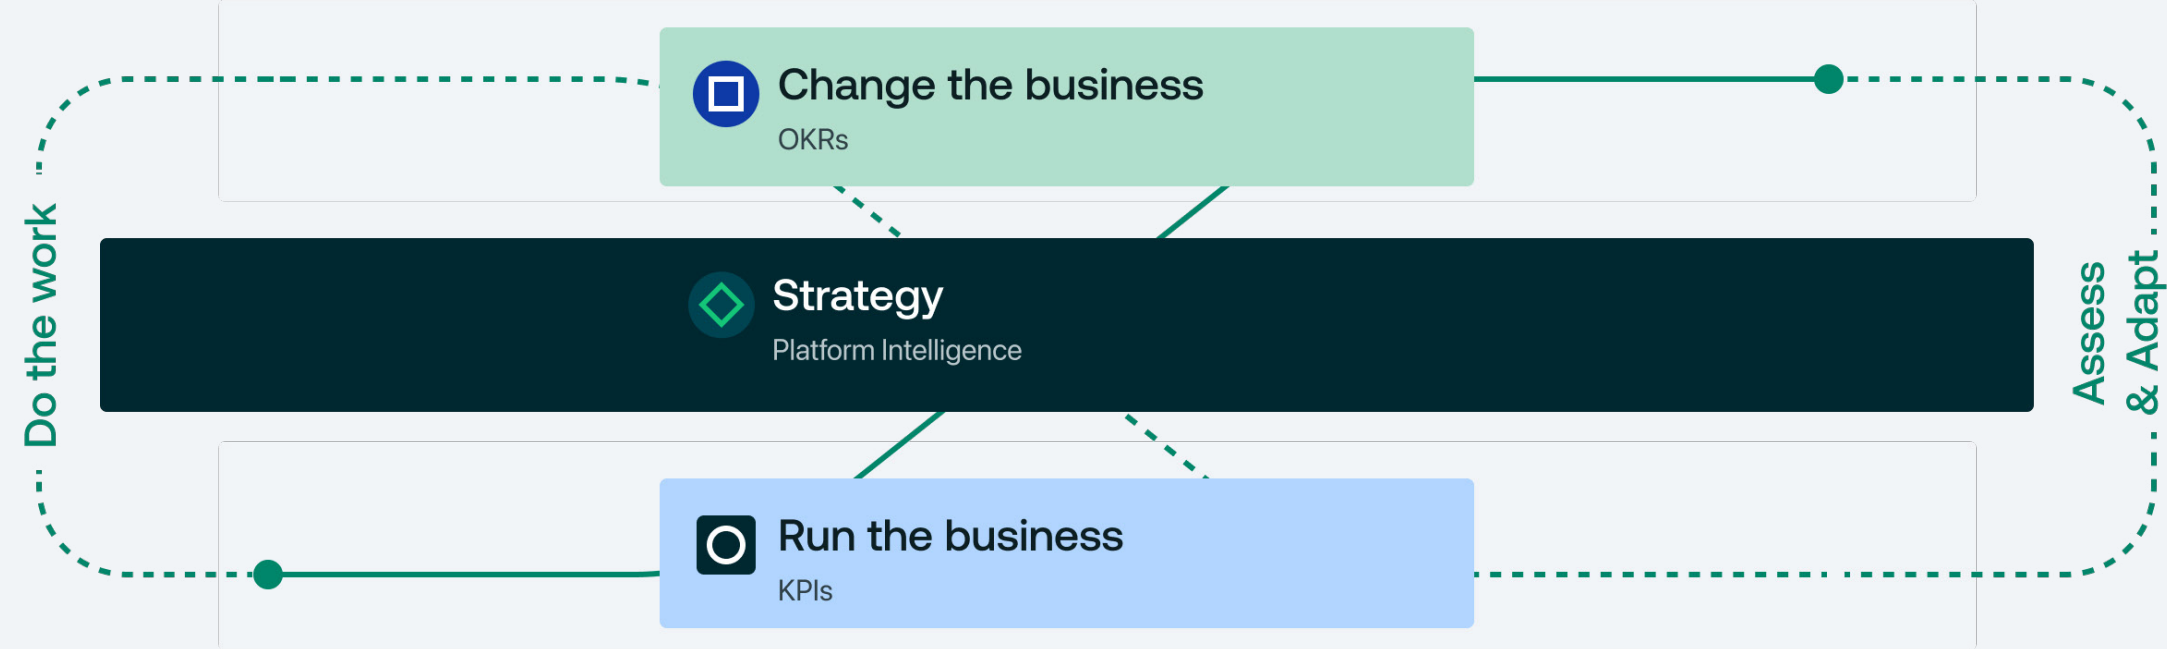 Change the business
OKRs
Do the work
Strategy
Platform Intelligence
Assess
& Adapt
Run the business
KPIs